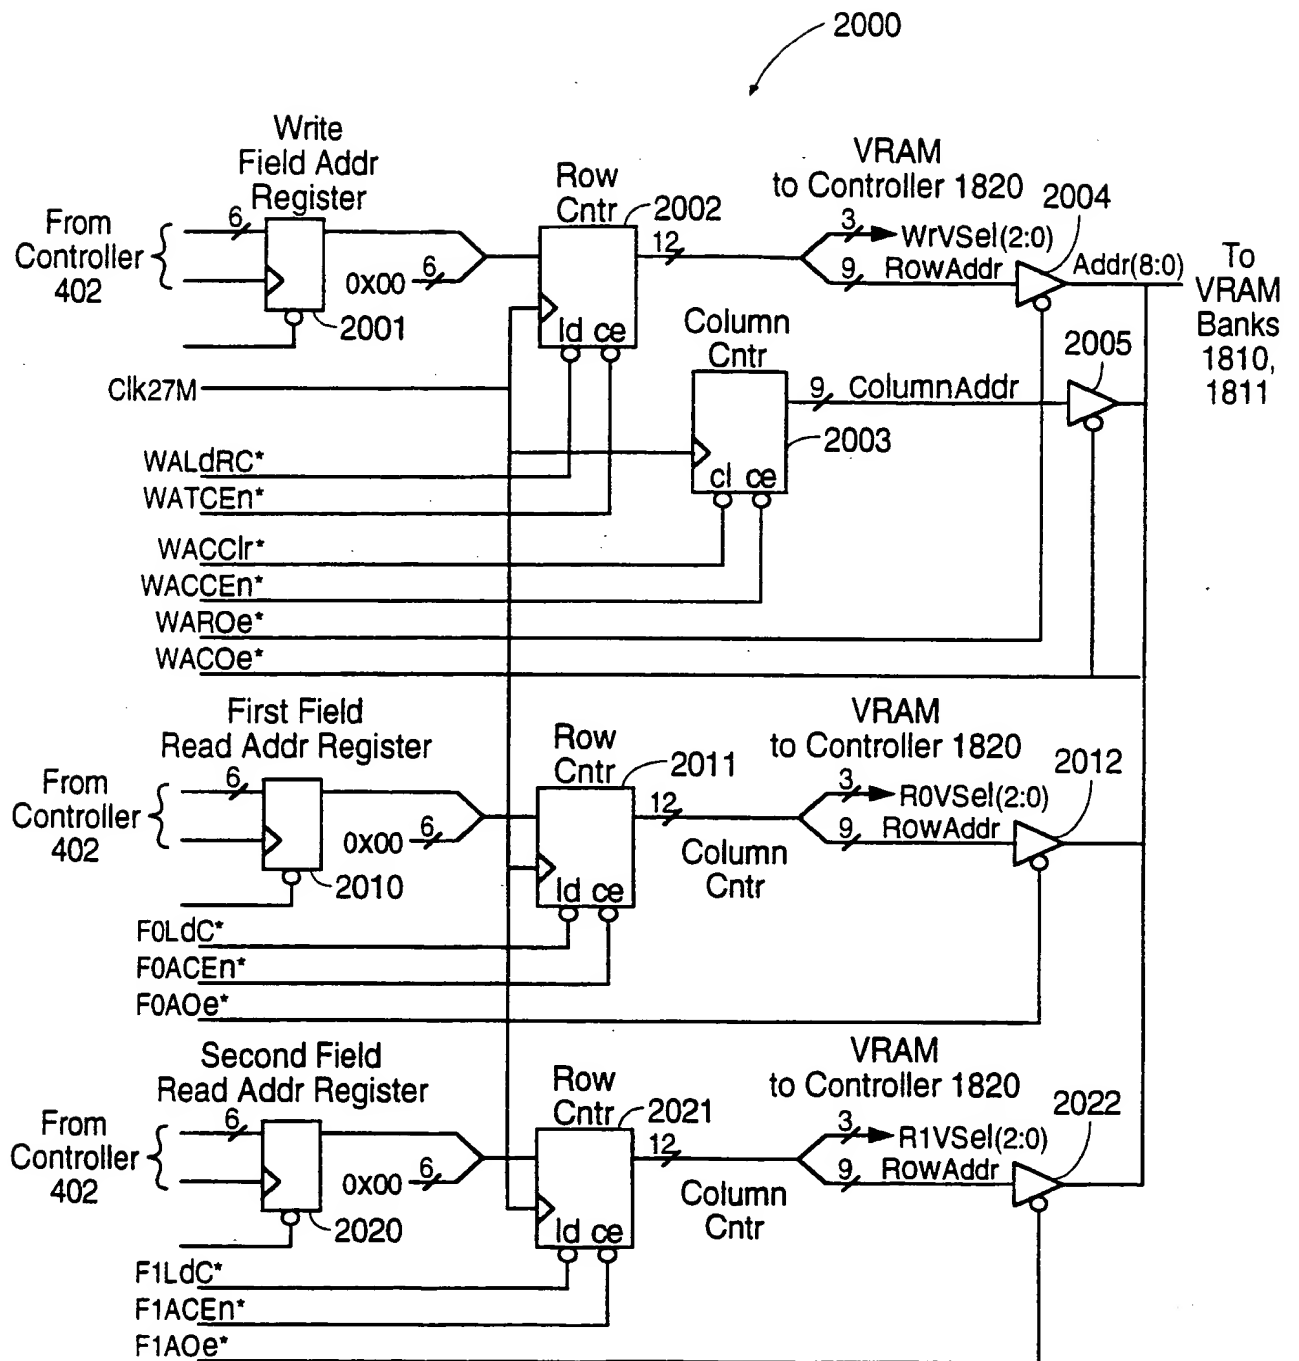 2000
Write
Field Addr
Register
From
Controller
402
6
0X00
6
2001
Row
Cntr
2002
12
ld ce
VRAM
to Controller 1820
3
WrVSel(2:0)
9
RowAddr
2004
Addr(8:0)
To
VRAM
Banks
1810,
1811
Clk27M
Column
Cntr
9
ColumnAddr
2005
2003
cl ce
WALdRC*
WATCEn*
WACClr*
WACCEn*
WAROe*
WACOe*
First Field
Read Addr Register
From
Controller
402
6
0X00
6
2010
Row
Cntr
2011
12
ld ce
Column
Cntr
VRAM
to Controller 1820
3
R0VSel(2:0)
9
RowAddr
2012
F0LdC*
F0ACEn*
F0AOe*
Second Field
Read Addr Register
From
Controller
402
6
0X00
6
2020
Row
Cntr
2021
12
ld ce
Column
Cntr
VRAM
to Controller 1820
3
R1VSel(2:0)
9
RowAddr
2022
F1LdC*
F1ACEn*
F1AOe*